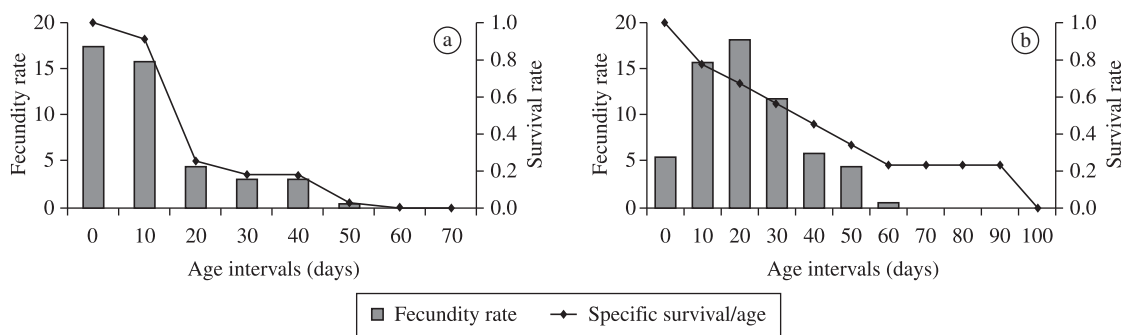 20
15
10
5
0
Fecundity rate
a
1.0
0.8
0.6
0.4
0.2
0.0
Survival rate
0 10 20 30 40 50 60 70
Age intervals (days)
20
15
10
5
0
Fecundity rate
b
1.0
0.8
0.6
0.4
0.2
0.0
Survival rate
0 10 20 30 40 50 60 70 80 90 100
Age intervals (days)
Fecundity rate Specific survival/age